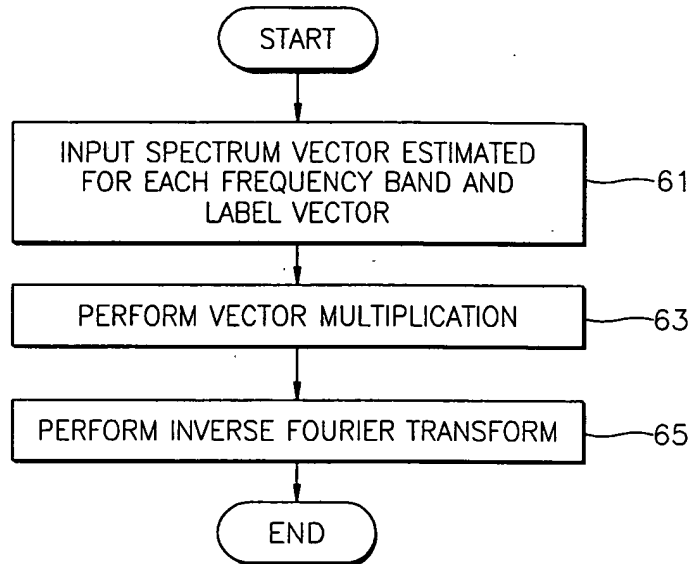 START
INPUT SPECTRUM VECTOR ESTIMATED
FOR EACH FREQUENCY BAND AND
LABEL VECTOR
61
PERFORM VECTOR MULTIPLICATION
63
PERFORM INVERSE FOURIER TRANSFORM
65
END